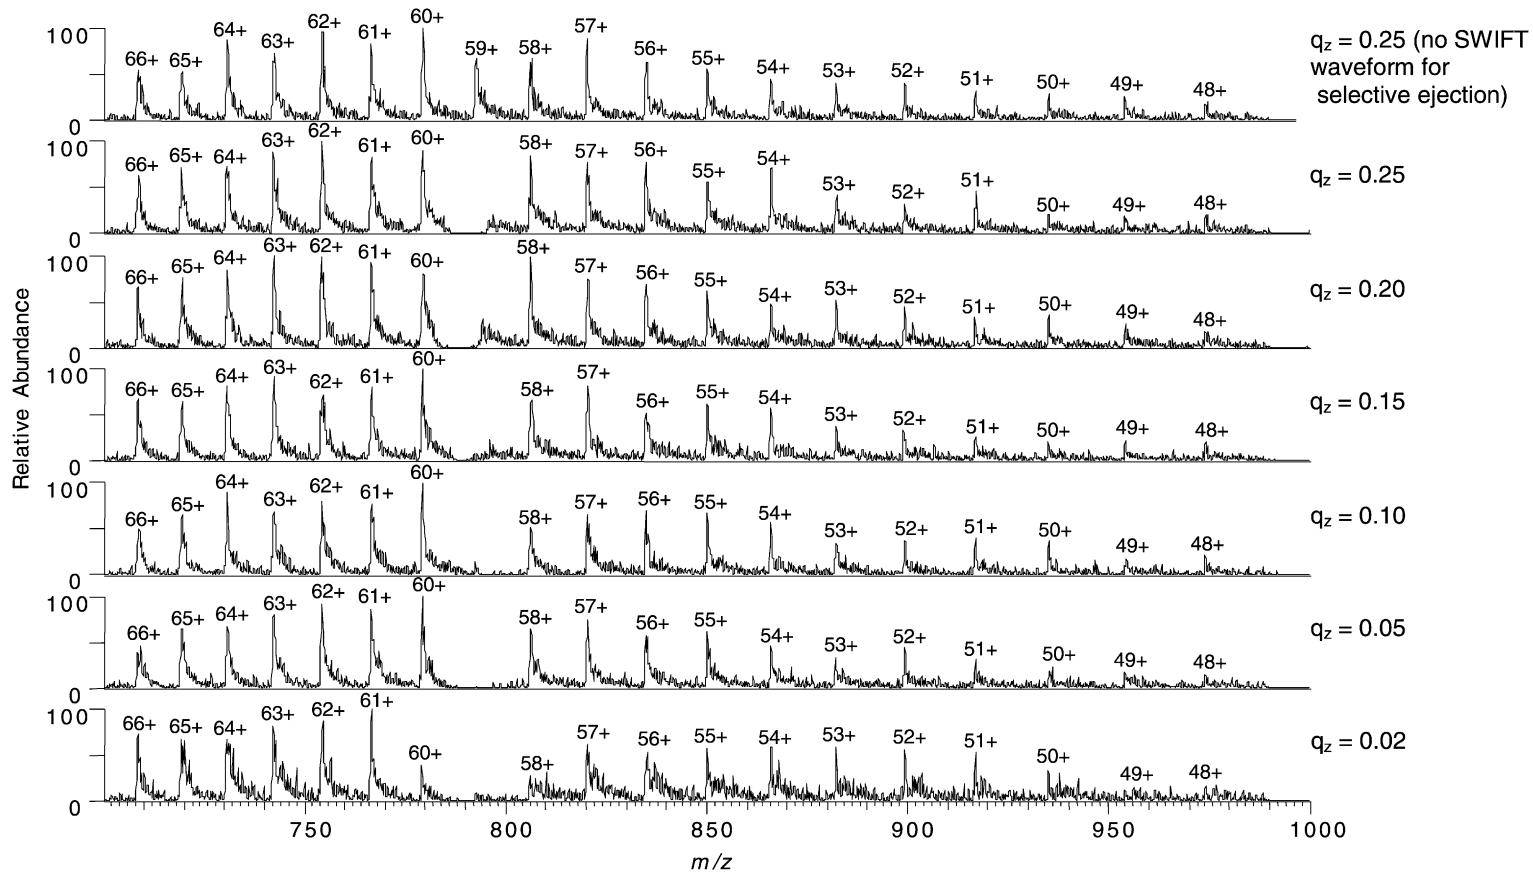 100
66+ 65+ 64+ 63+ 62+ 61+ 60+ 59+ 58+ 57+ 56+ 55+ 54+ 53+ 52+ 51+ 50+ 49+ 48+
0
qz = 0.25 (no SWIFT
waveform for
selective ejection)
100
66+ 65+ 64+ 63+ 62+ 61+ 60+ 58+ 57+ 56+ 55+ 54+ 53+ 52+ 51+ 50+ 49+ 48+
0
qz = 0.25
100
66+ 65+ 64+ 63+ 62+ 61+ 60+ 58+ 57+ 56+ 55+ 54+ 53+ 52+ 51+ 50+ 49+ 48+
0
qz = 0.20
100
66+ 65+ 64+ 63+ 62+ 61+ 60+ 58+ 57+ 56+ 55+ 54+ 53+ 52+ 51+ 50+ 49+ 48+
0
qz = 0.15
100
66+ 65+ 64+ 63+ 62+ 61+ 60+ 58+ 57+ 56+ 55+ 54+ 53+ 52+ 51+ 50+ 49+ 48+
0
qz = 0.10
100
66+ 65+ 64+ 63+ 62+ 61+ 60+ 58+ 57+ 56+ 55+ 54+ 53+ 52+ 51+ 50+ 49+ 48+
0
qz = 0.05
100
66+ 65+ 64+ 63+ 62+ 61+ 60+ 58+ 57+ 56+ 55+ 54+ 53+ 52+ 51+ 50+ 49+ 48+
0
qz = 0.02
Relative Abundance
750 800 850 900 950 1000
m/z